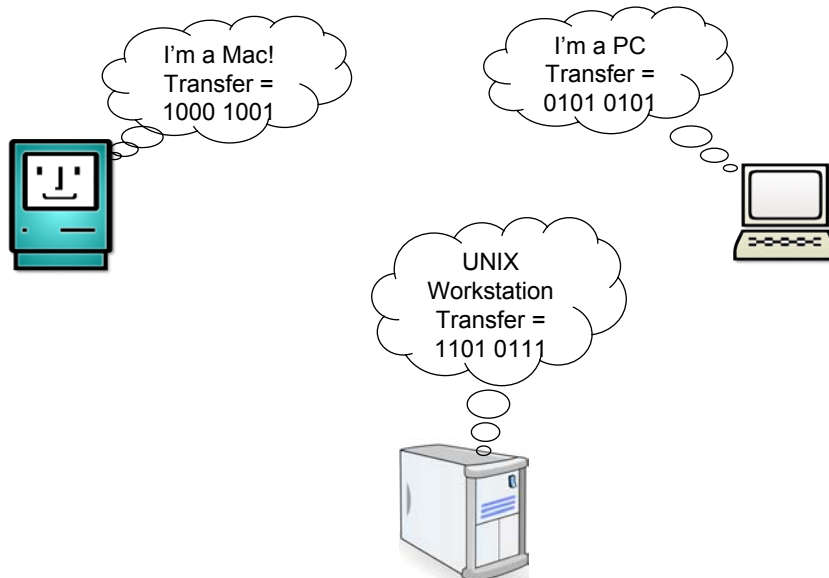 I'm a Mac!
Transfer =
1000 1001
I'm a PC
Transfer =
0101 0101
UNIX
Workstation
Transfer =
1101 0111